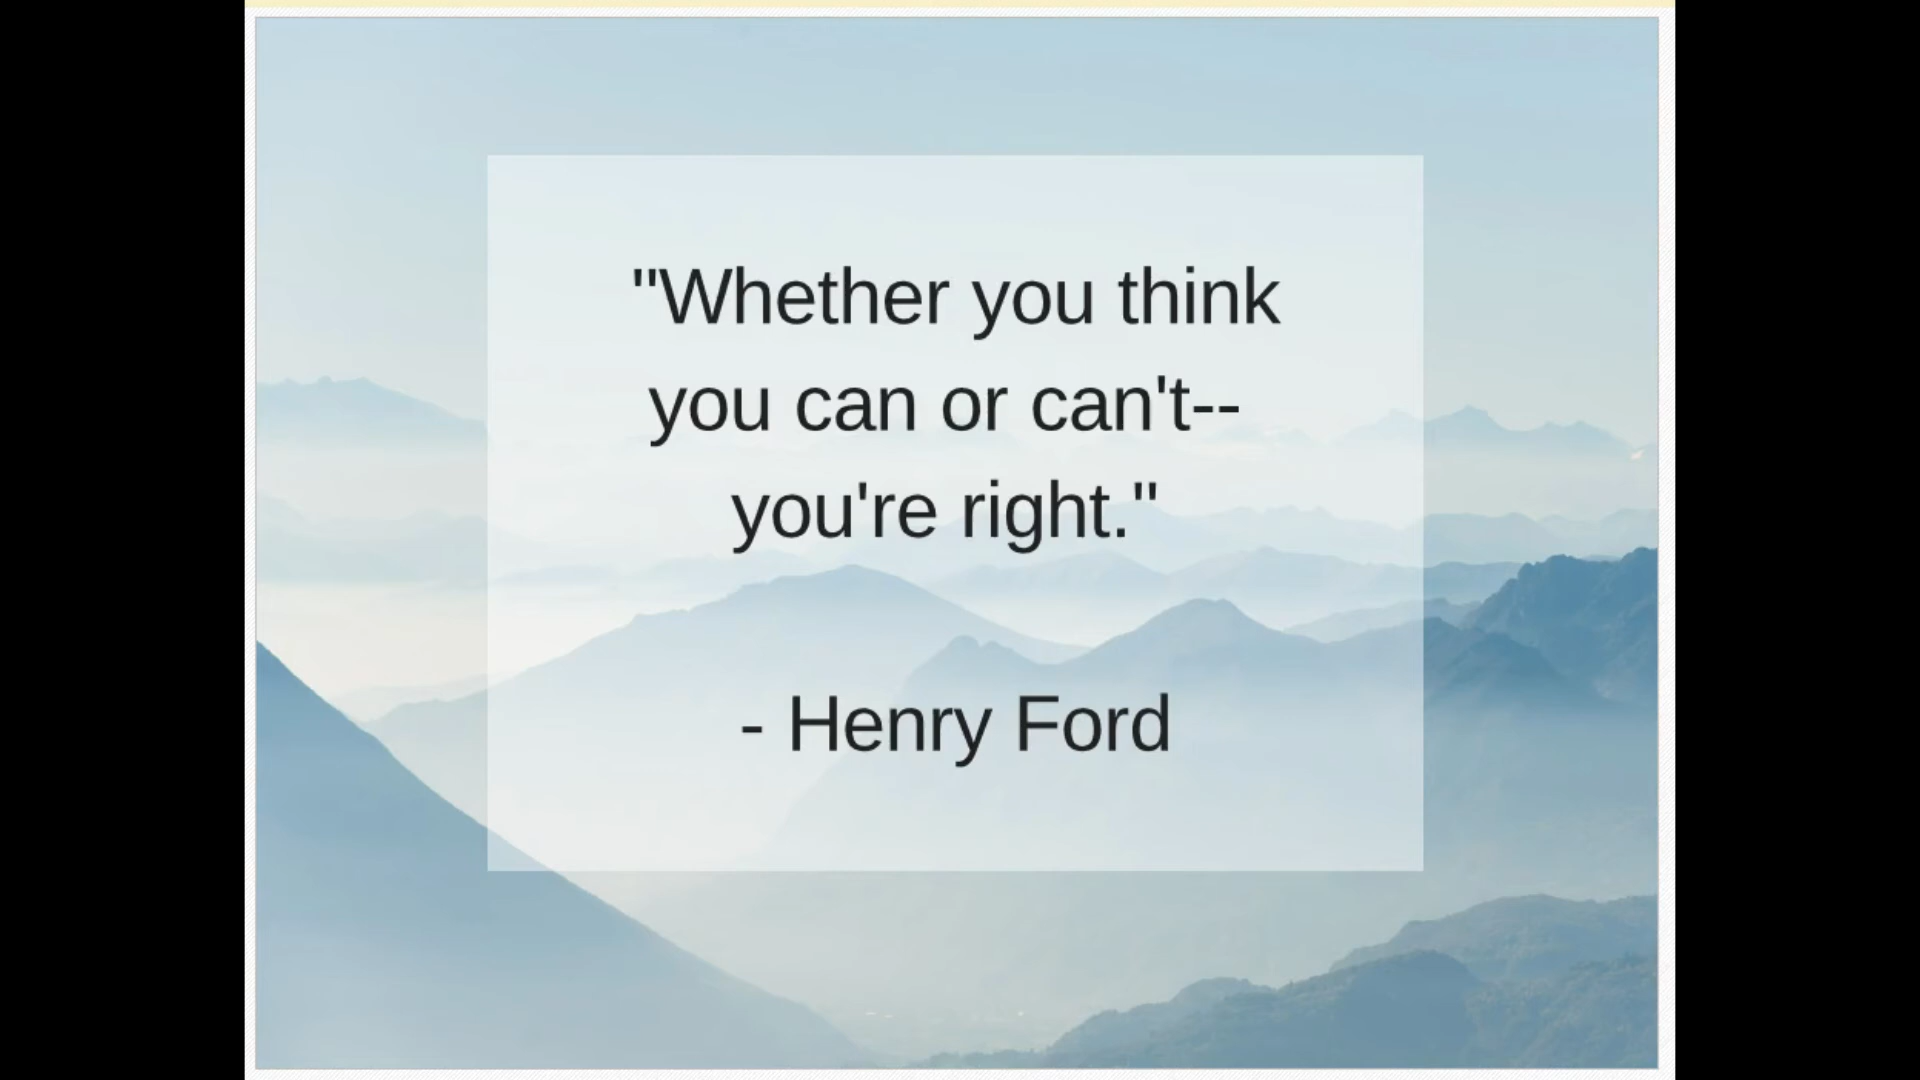 "Whether you think
you can or can't--
you're right."
- Henry Ford